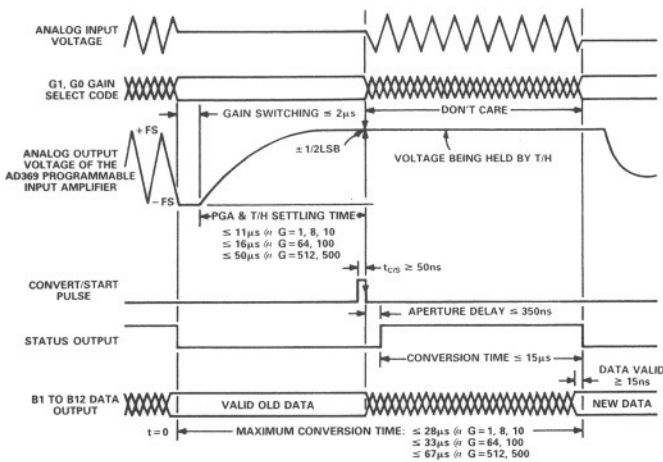 ANALOG INPUT
VOLTAGE
G1, G0 GAIN
SELECT CODE
GAIN SWITCHING ≤ 2µs
DON'T CARE
+ FS
ANALOG OUTPUT
VOLTAGE OF THE
AD369 PROGRAMMABLE
INPUT AMPLIFIER
− FS
± 1/2LSB
VOLTAGE BEING HELD BY T/H
PGA & T/H SETTLING TIME
≤ 11µs @ G = 1, 8, 10
≤ 16µs @ G = 64, 100
≤ 50µs @ G = 512, 500
tC/S ≥ 50ns
CONVERT/START
PULSE
APERTURE DELAY ≤ 350ns
STATUS OUTPUT
CONVERSION TIME ≤ 15µs
DATA VALID
≥ 15ns
B1 TO B12 DATA
OUTPUT
VALID OLD DATA
NEW DATA
t = 0
MAXIMUM CONVERSION TIME: ≤ 28µs @ G = 1, 8, 10
≤ 33µs @ G = 64, 100
≤ 67µs @ G = 512, 500